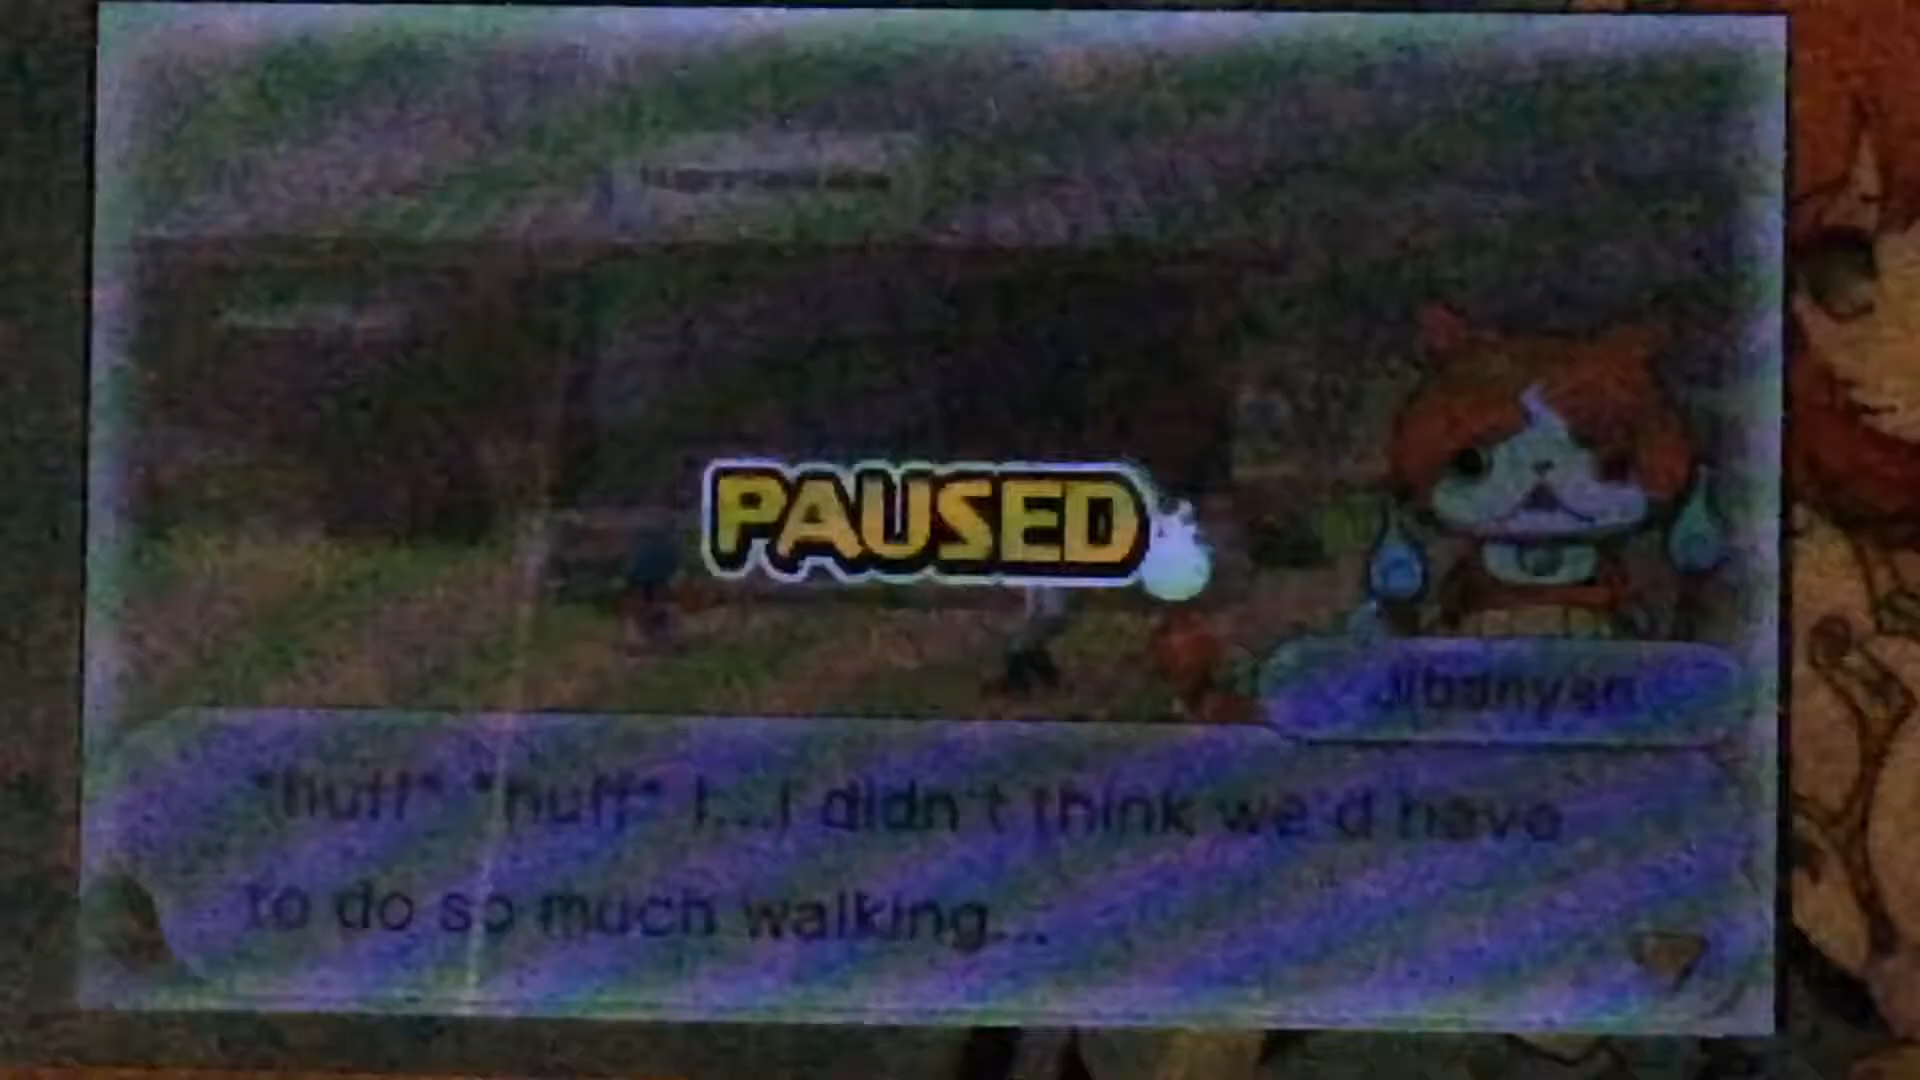 PAUSED
Jibanyan
*huff* *huff* I...I didn't think we'd have
to do so much walking...